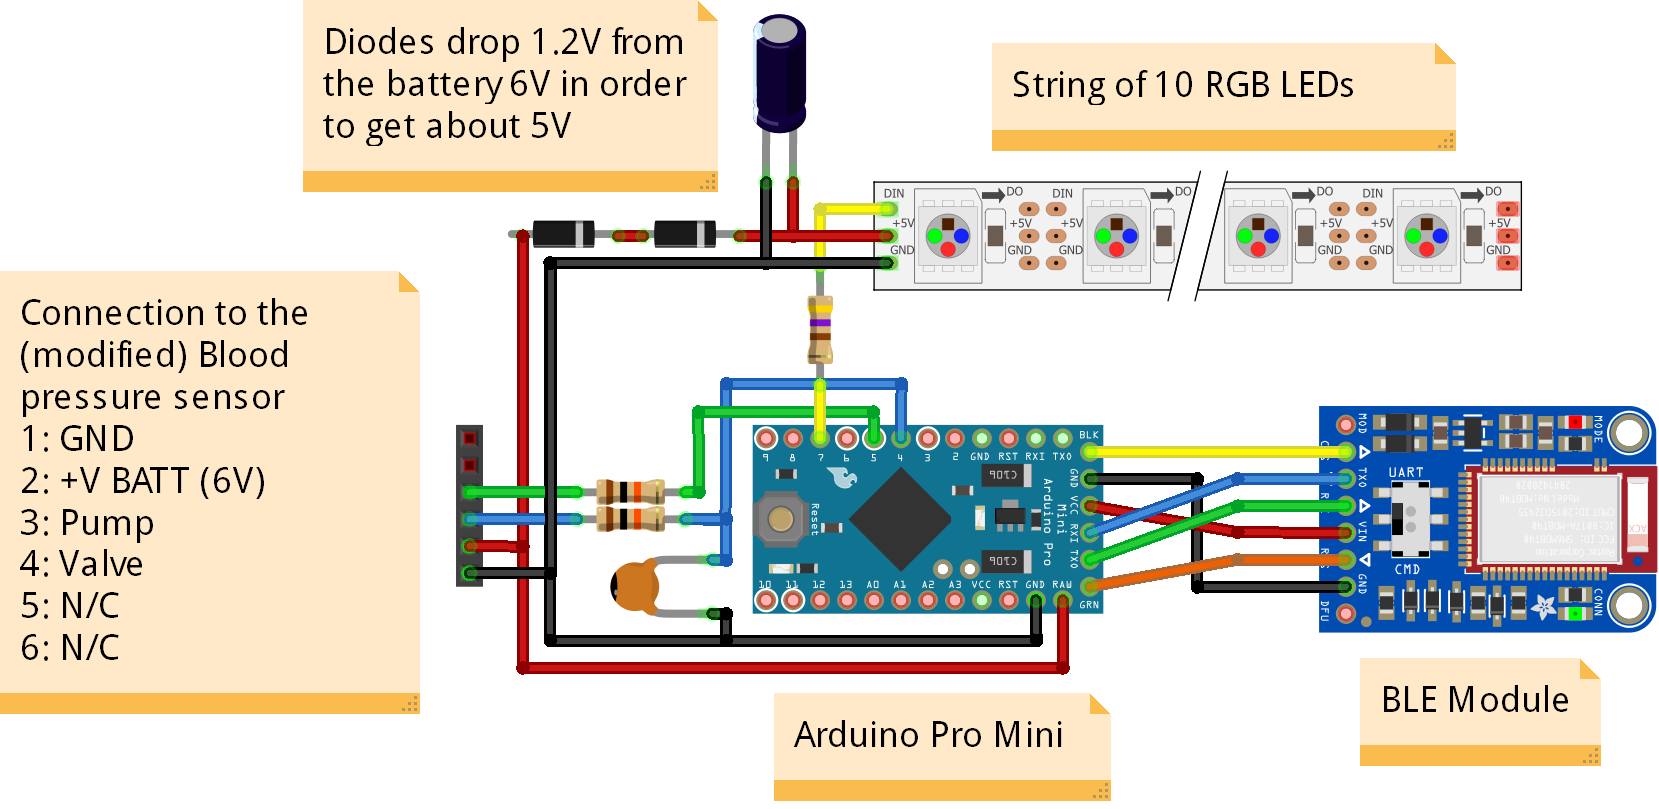 Diodes drop 1.2V from
the battery 6V in order
to get about 5V
String of 10 RGB LEDs
DIN
+5V
GND
DO
DIN
+5V
+5V
GND
GND
DO
DO
DIN
+5V
+5V
GND
GND
DO
+5V
GND
Connection to the
(modified) Blood
pressure sensor
1: GND
2: +V BATT (6V)
3: Pump
4: Valve
5: N/C
6: N/C
9 8 7 6 5 4 3 2 GND RST RXI TXO
BLK
GND
VCC
RXI
TXO
GRN
Reset
Arduino Pro
Mini
10 11 12 13 A0 A1 A2 A3 VCC RST GND RAW
MOD
TXO
VIN
GND
DFU
UART
CMD
MODE
CONN
Arduino Pro Mini
BLE Module